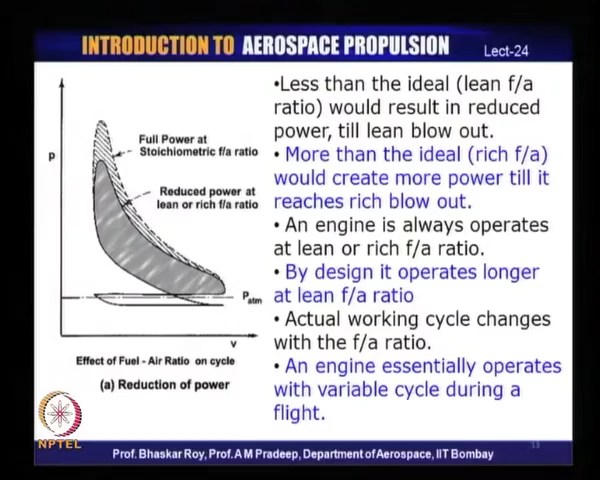 INTRODUCTION TO AEROSPACE PROPULSION
Lect-24
p
Full Power at
Stoichiometric f/a ratio
Reduced power at
lean or rich f/a ratio
Patm
v
Effect of Fuel - Air Ratio on cycle
(a) Reduction of power
•Less than the ideal (lean f/a
ratio) would result in reduced
power, till lean blow out.
• More than the ideal (rich f/a)
would create more power till it
reaches rich blow out.
• An engine is always operates
at lean or rich f/a ratio.
• By design it operates longer
at lean f/a ratio
• Actual working cycle changes
with the f/a ratio.
• An engine essentially operates
with variable cycle during a
flight.
NPTEL
13
Prof. Bhaskar Roy, Prof. A M Pradeep, Department of Aerospace, IIT Bombay